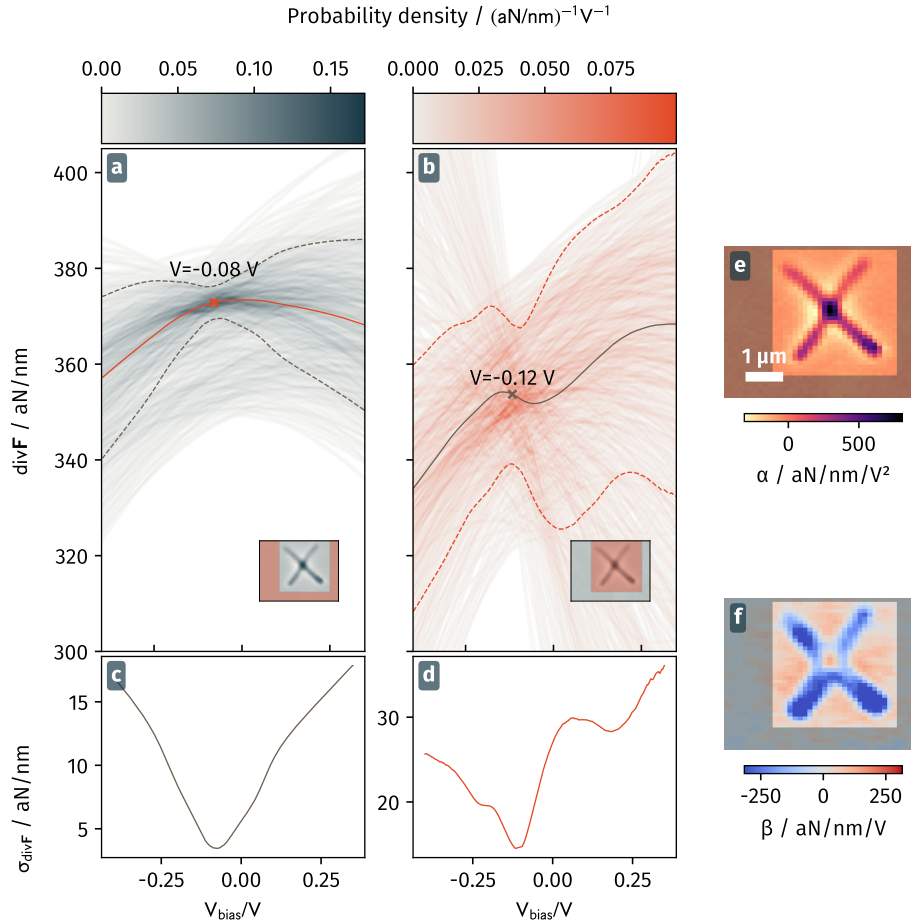 Probability density / (aN/nm)⁻¹V⁻¹
0.00 0.05 0.10 0.15
0.000 0.025 0.050 0.075
a
b
400
380
360
340
320
300
divF / aN/nm
V=-0.08 V
V=-0.12 V
c
d
15
10
5
30
20
σdivF / aN/nm
-0.25 0.00 0.25
-0.25 0.00 0.25
Vbias/V
Vbias/V
e
1 µm
0 500
α / aN/nm/V²
f
-250 0 250
β / aN/nm/V